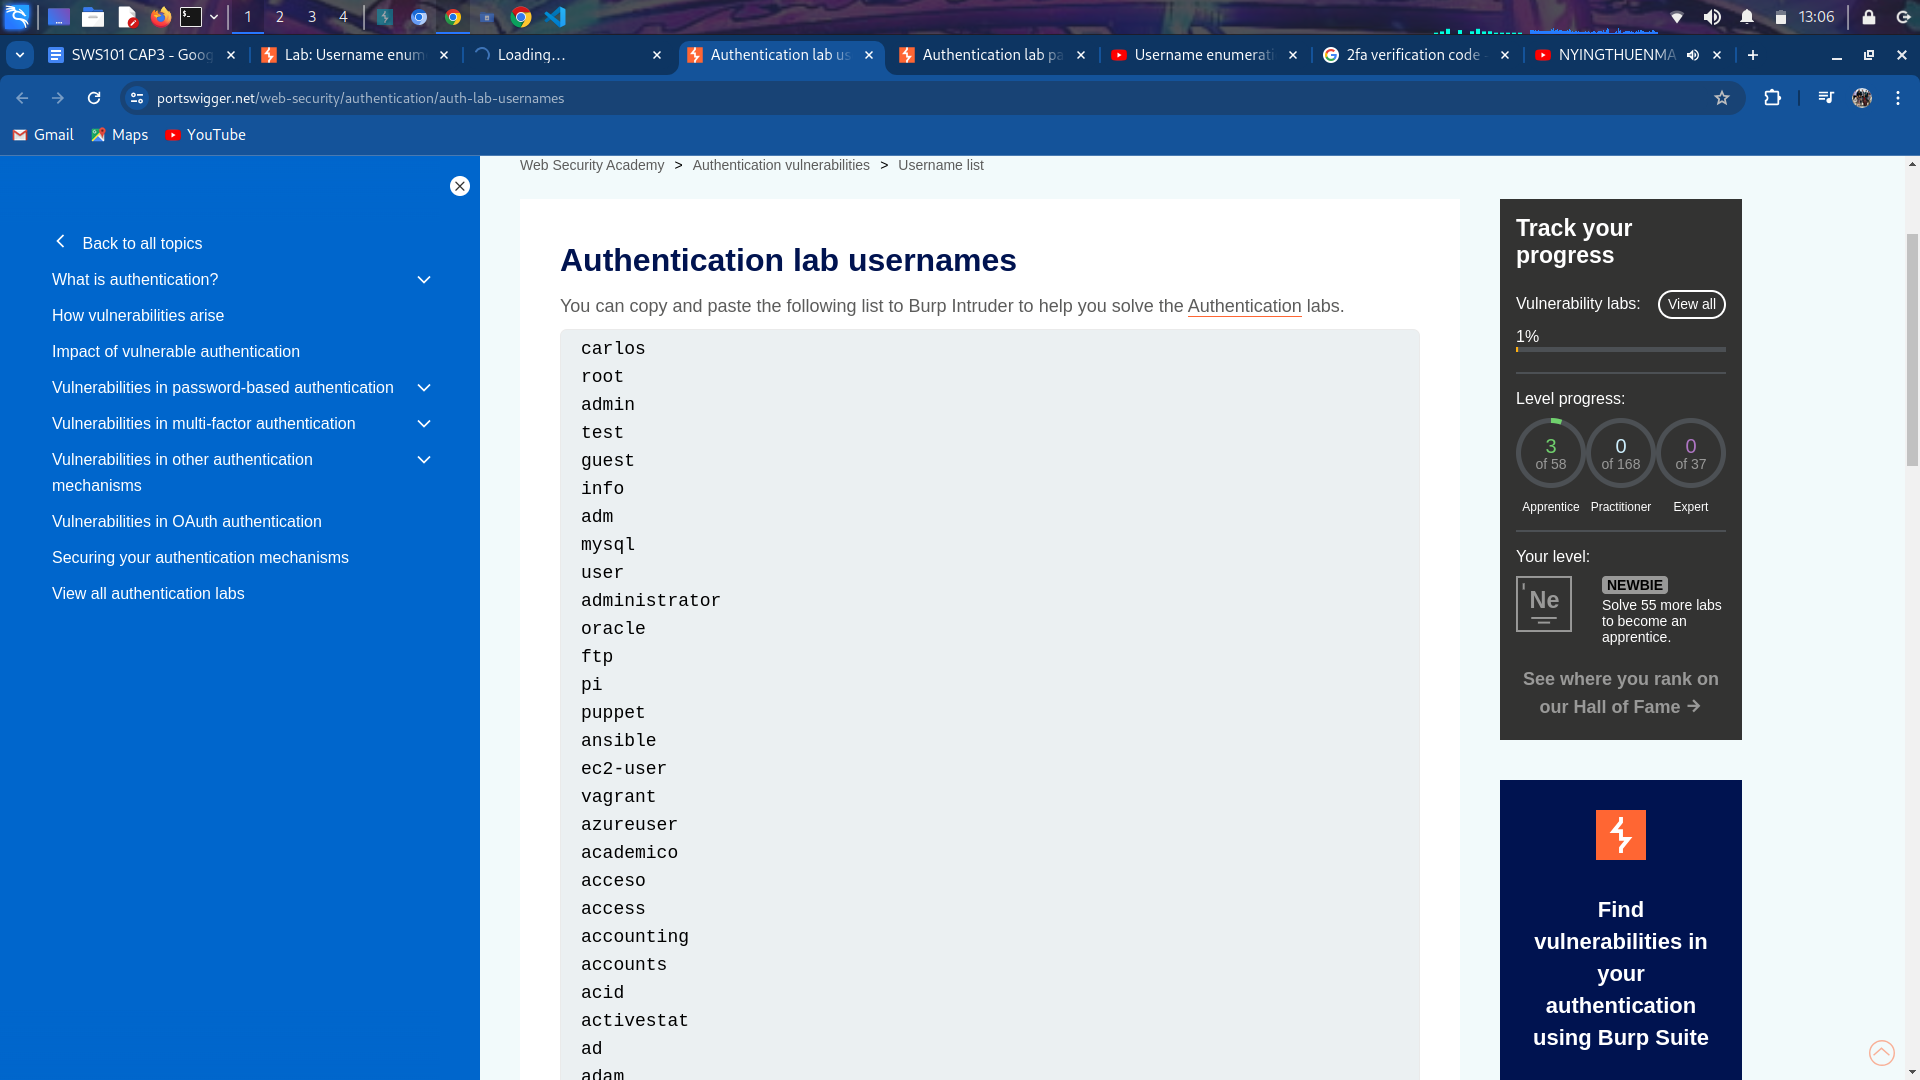 1 2 3 4 13:06
SWS101 CAP3 - Goog Lab: Username enum Loading... Authentication lab us Authentication lab pa Username enumerati 2fa verification code - NYINGTHUENMA
portswigger.net/web-security/authentication/auth-lab-usernames
Gmail Maps YouTube
Web Security Academy > Authentication vulnerabilities > Username list
Back to all topics
What is authentication?
How vulnerabilities arise
Impact of vulnerable authentication
Vulnerabilities in password-based authentication
Vulnerabilities in multi-factor authentication
Vulnerabilities in other authentication
mechanisms
Vulnerabilities in OAuth authentication
Securing your authentication mechanisms
View all authentication labs
Authentication lab usernames
You can copy and paste the following list to Burp Intruder to help you solve the Authentication labs.
carlos
root
admin
test
guest
info
adm
mysql
user
administrator
oracle
ftp
pi
puppet
ansible
ec2-user
vagrant
azureuser
academico
acceso
access
accounting
accounts
acid
activestat
ad
adam
Track your
progress
Vulnerability labs: View all
1%
Level progress:
3 0 0
of 58 of 168 of 37
Apprentice Practitioner Expert
Your level:
Ne
NEWBIE
Solve 55 more labs
to become an
apprentice.
See where you rank on
our Hall of Fame →
Find
vulnerabilities in
your
authentication
using Burp Suite